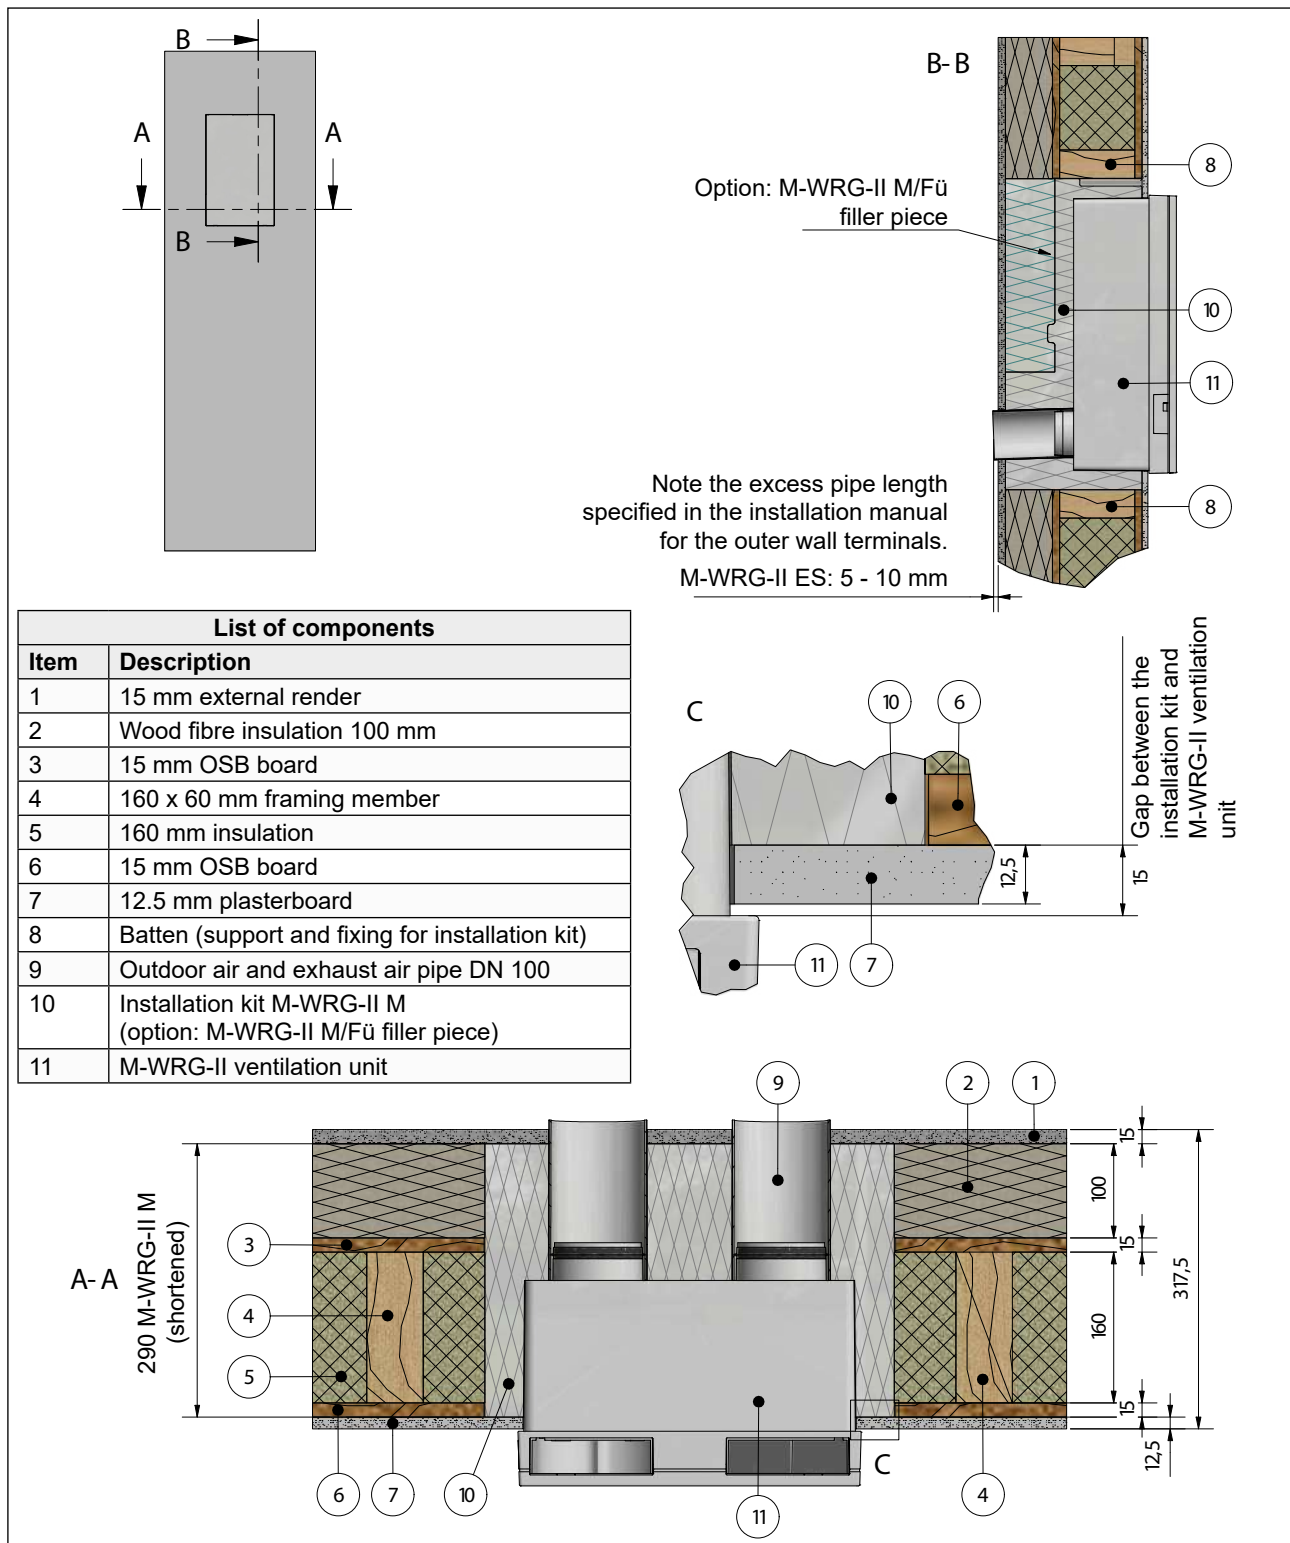 B
A
A
B
B-B
8
Option: M-WRG-II M/Fü
filler piece
10
11
Note the excess pipe length
specified in the installation manual
for the outer wall terminals.
M-WRG-II ES: 5 - 10 mm
8
List of components
Item Description
1 15 mm external render
2 Wood fibre insulation 100 mm
3 15 mm OSB board
4 160 x 60 mm framing member
5 160 mm insulation
6 15 mm OSB board
7 12.5 mm plasterboard
8 Batten (support and fixing for installation kit)
9 Outdoor air and exhaust air pipe DN 100
10 Installation kit M-WRG-II M
(option: M-WRG-II M/Fü filler piece)
11 M-WRG-II ventilation unit
C
10
6
12,5
15
Gap between the
installation kit and
M-WRG-II ventilation
unit
11
7
9
2
1
A-A
290 M-WRG-II M
(shortened)
3
4
5
15
100
15
160
15
12,5
317,5
6
7
10
11
C
4